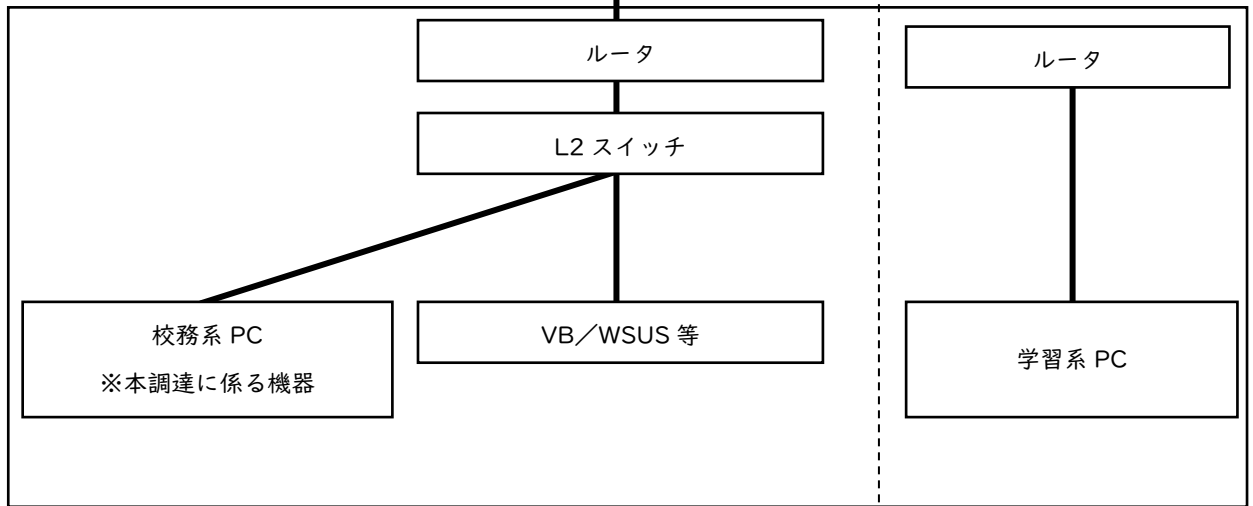 ルータ
ルータ
L2 スイッチ
校務系 PC
※本調達に係る機器
VB／WSUS 等
学習系 PC